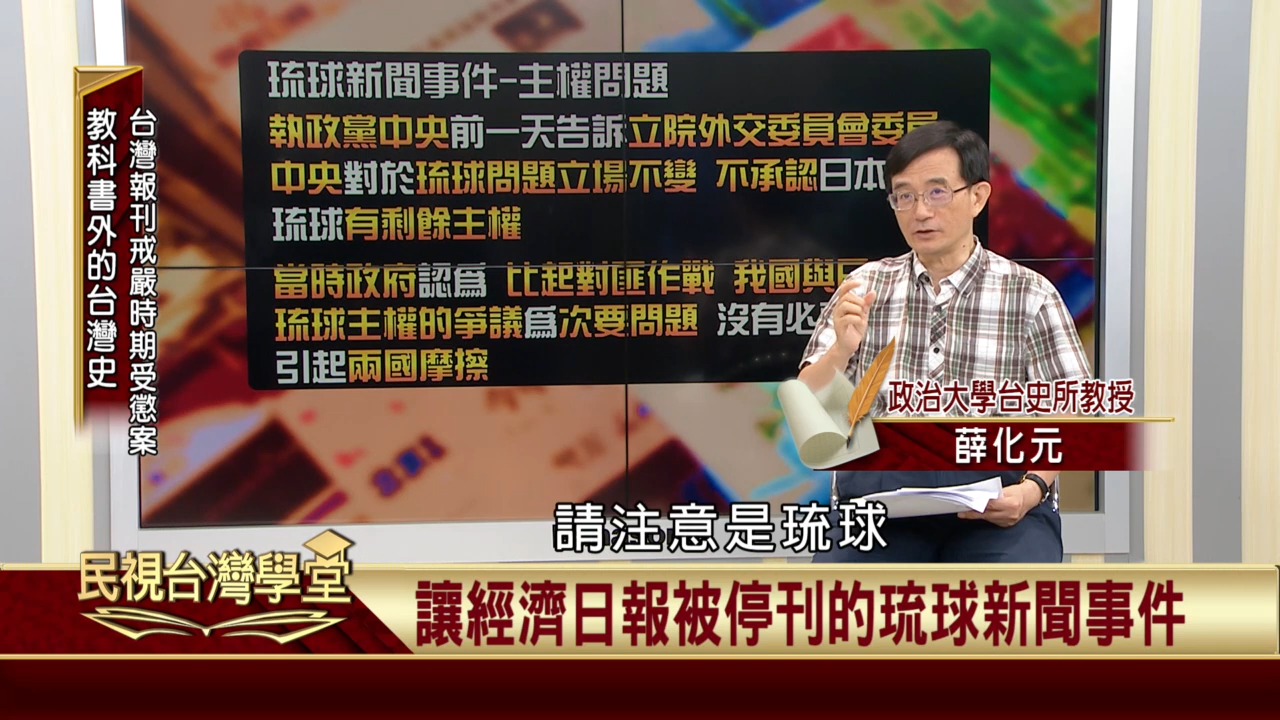 琉球新聞事件-主權問題
執政黨中央前一天告訴立院外交委員會委員
中央對於琉球問題立場不變 不承認日本
琉球有剩餘主權
當時政府認為 比起對匪作戰 我國與日
琉球主權的爭議為次要問題 沒有必
引起兩國摩擦
台灣報刊戒嚴時期受懲案
教科書外的台灣史
政治大學台史所教授
薛化元
請注意是琉球
民視台灣學堂
讓經濟日報被停刊的琉球新聞事件